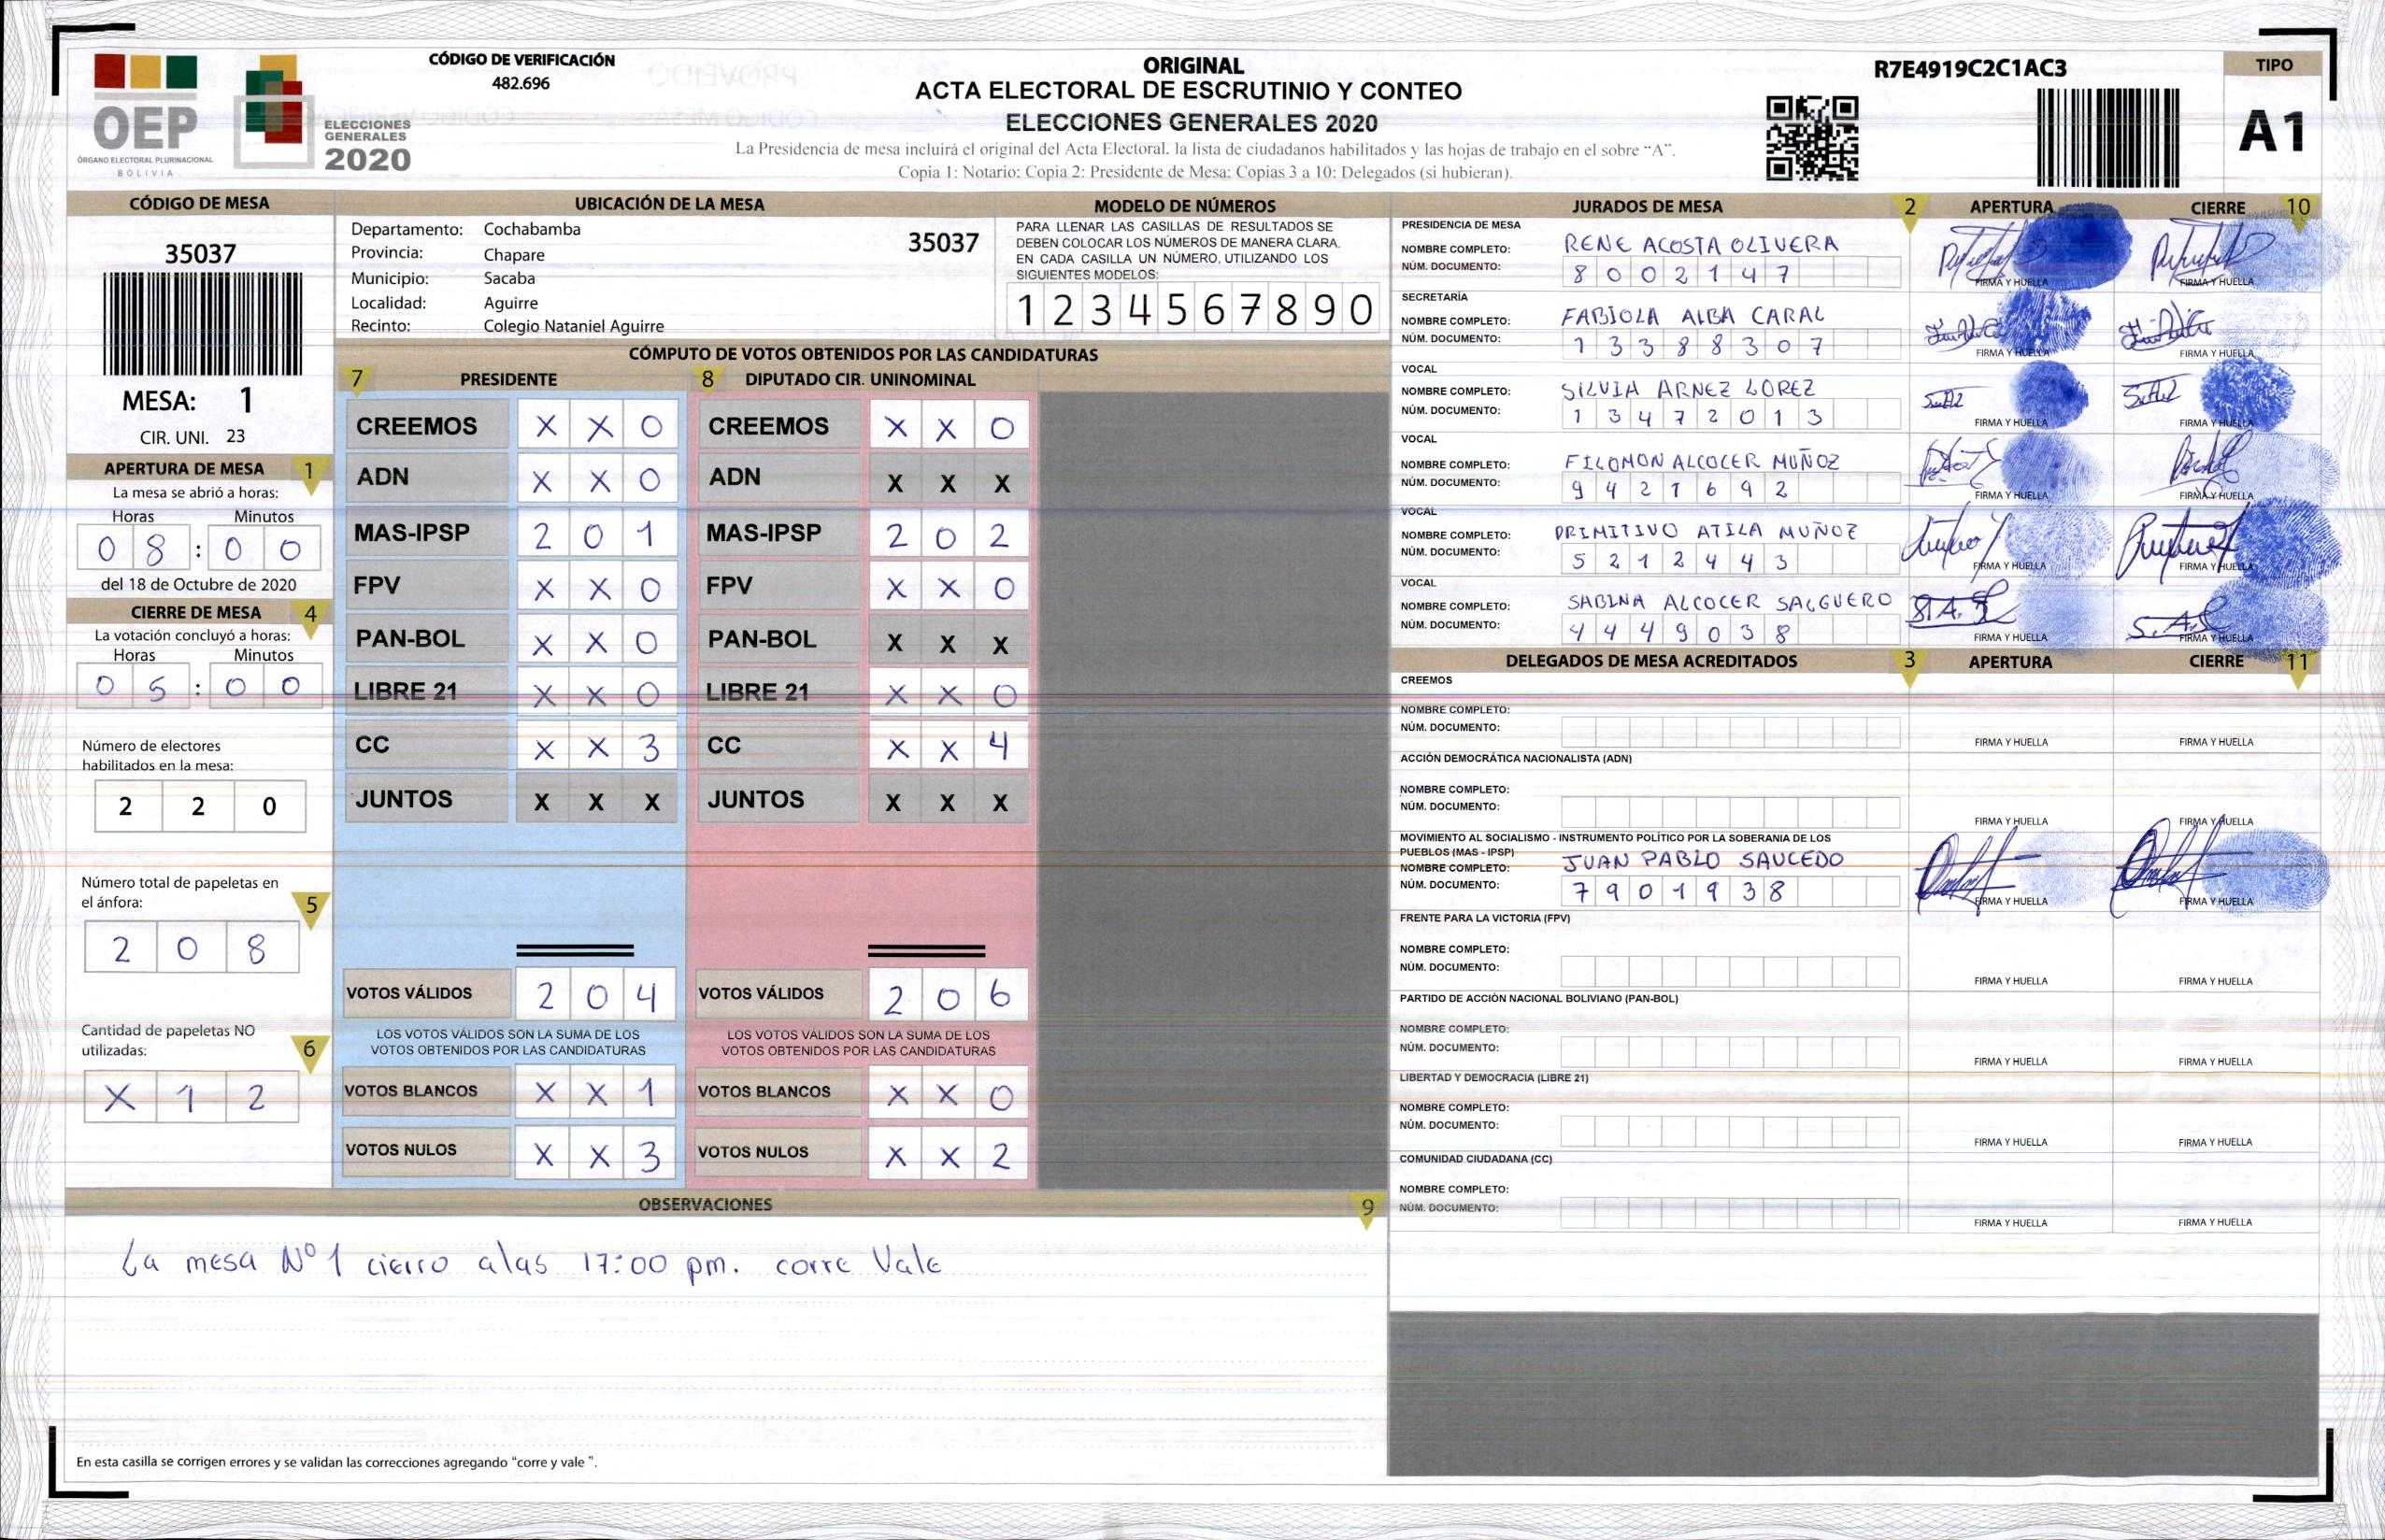 CÓDIGO DE VERIFICACIÓN
482.696
OEP
ÓRGANO ELECTORAL PLURINACIONAL
BOLIVIA
ELECCIONES
GENERALES
2020
ORIGINAL
ACTA ELECTORAL DE ESCRUTINIO Y CONTEO
ELECCIONES GENERALES 2020
La Presidencia de mesa incluirá el original del Acta Electoral, la lista de ciudadanos habilitados y las hojas de trabajo en el sobre “A”.
Copia 1: Notario; Copia 2: Presidente de Mesa; Copias 3 a 10: Delegados (si hubieran).
R7E4919C2C1AC3
TIPO
A1
CÓDIGO DE MESA
35037
MESA: 1
CIR. UNI. 23
APERTURA DE MESA 1
La mesa se abrió a horas:
Horas Minutos
0 8 : 0 0
del 18 de Octubre de 2020
CIERRE DE MESA 4
La votación concluyó a horas:
Horas Minutos
0 5 : 0 0
Número de electores
habilitados en la mesa:
2 2 0
Número total de papeletas en
el ánfora: 5
2 0 8
Cantidad de papeletas NO
utilizadas: 6
X 1 2
UBICACIÓN DE LA MESA
Departamento: Cochabamba
35037
Provincia: Chapare
Municipio: Sacaba
Localidad: Aguirre
Recinto: Colegio Nataniel Aguirre
MODELO DE NÚMEROS
PARA LLENAR LAS CASILLAS DE RESULTADOS SE
DEBEN COLOCAR LOS NÚMEROS DE MANERA CLARA.
EN CADA CASILLA UN NÚMERO, UTILIZANDO LOS
SIGUIENTES MODELOS:
1 2 3 4 5 6 7 8 9 0
CÓMPUTO DE VOTOS OBTENIDOS POR LAS CANDIDATURAS
7 PRESIDENTE 8 DIPUTADO CIR. UNINOMINAL
CREEMOS X X 0 CREEMOS X X 0
ADN X X 0 ADN X X X
MAS-IPSP 2 0 1 MAS-IPSP 2 0 2
FPV X X 0 FPV X X 0
PAN-BOL X X 0 PAN-BOL X X X
LIBRE 21 X X 0 LIBRE 21 X X 0
CC X X 3 CC X X 4
JUNTOS X X X JUNTOS X X X
VOTOS VÁLIDOS 2 0 4 VOTOS VÁLIDOS 2 0 6
LOS VOTOS VÁLIDOS SON LA SUMA DE LOS LOS VOTOS VÁLIDOS SON LA SUMA DE LOS
VOTOS OBTENIDOS POR LAS CANDIDATURAS VOTOS OBTENIDOS POR LAS CANDIDATURAS
VOTOS BLANCOS X X 1 VOTOS BLANCOS X X 0
VOTOS NULOS X X 3 VOTOS NULOS X X 2
OBSERVACIONES 9
La mesa Nº 1 cierro alas 17:00 pm. corre Vale
En esta casilla se corrigen errores y se validan las correcciones agregando “corre y vale ”.
JURADOS DE MESA 2 APERTURA CIERRE 10
PRESIDENCIA DE MESA
NOMBRE COMPLETO: RENE ACOSTA OLIVERA
NÚM. DOCUMENTO: 8 0 0 2 1 4 7
FIRMA Y HUELLA FIRMA Y HUELLA
SECRETARÍA
NOMBRE COMPLETO: FABIOLA ALBA CARAL
NÚM. DOCUMENTO: 1 3 3 8 8 3 0 7
FIRMA Y HUELLA FIRMA Y HUELLA
VOCAL
NOMBRE COMPLETO: SILVIA ARNEZ LOREZ
NÚM. DOCUMENTO: 1 3 4 7 2 0 1 3
FIRMA Y HUELLA FIRMA Y HUELLA
VOCAL
NOMBRE COMPLETO: FILOMON ALCOCER MUÑOZ
NÚM. DOCUMENTO: 9 4 2 1 6 9 2
FIRMA Y HUELLA FIRMA Y HUELLA
VOCAL
NOMBRE COMPLETO: PRIMITIVO ATILA MUÑOZ
NÚM. DOCUMENTO: 5 2 1 2 4 4 3
FIRMA Y HUELLA FIRMA Y HUELLA
VOCAL
NOMBRE COMPLETO: SABINA ALCOCER SALGUERO
NÚM. DOCUMENTO: 4 4 4 9 0 3 8
FIRMA Y HUELLA FIRMA Y HUELLA
DELEGADOS DE MESA ACREDITADOS 3 APERTURA CIERRE 11
CREEMOS
NOMBRE COMPLETO:
NÚM. DOCUMENTO:
FIRMA Y HUELLA FIRMA Y HUELLA
ACCIÓN DEMOCRÁTICA NACIONALISTA (ADN)
NOMBRE COMPLETO:
NÚM. DOCUMENTO:
FIRMA Y HUELLA FIRMA Y HUELLA
MOVIMIENTO AL SOCIALISMO - INSTRUMENTO POLÍTICO POR LA SOBERANIA DE LOS
PUEBLOS (MAS - IPSP)
NOMBRE COMPLETO: JUAN PABLO SAUCEDO
NÚM. DOCUMENTO: 7 9 0 1 9 3 8
FIRMA Y HUELLA FIRMA Y HUELLA
FRENTE PARA LA VICTORIA (FPV)
NOMBRE COMPLETO:
NÚM. DOCUMENTO:
FIRMA Y HUELLA FIRMA Y HUELLA
PARTIDO DE ACCIÓN NACIONAL BOLIVIANO (PAN-BOL)
NOMBRE COMPLETO:
NÚM. DOCUMENTO:
FIRMA Y HUELLA FIRMA Y HUELLA
LIBERTAD Y DEMOCRACIA (LIBRE 21)
NOMBRE COMPLETO:
NÚM. DOCUMENTO:
FIRMA Y HUELLA FIRMA Y HUELLA
COMUNIDAD CIUDADANA (CC)
NOMBRE COMPLETO:
NÚM. DOCUMENTO:
FIRMA Y HUELLA FIRMA Y HUELLA